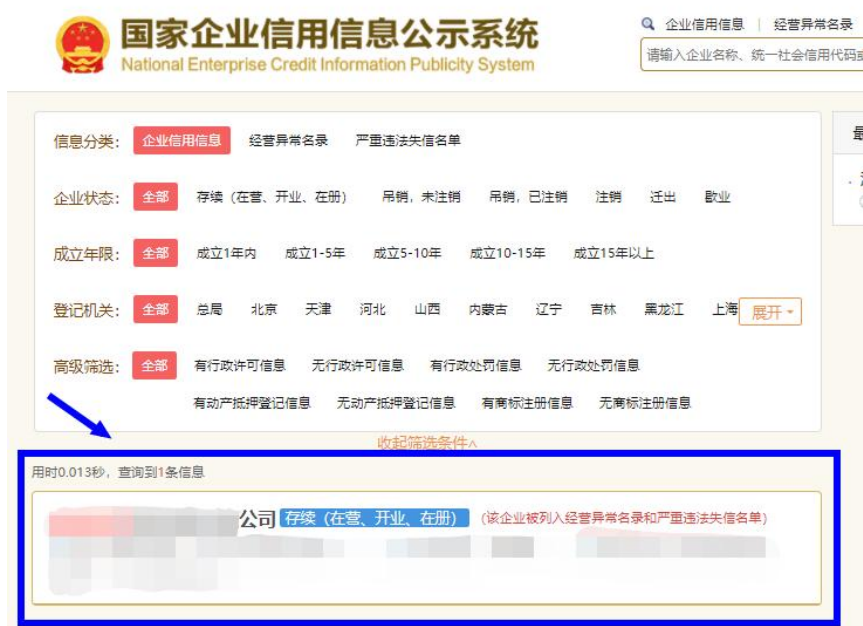 国家企业信用信息公示系统
National Enterprise Credit Information Publicity System
企业信用信息 | 经营异常名录
请输入企业名称、统一社会信用代码
信息分类： 企业信用信息 经营异常名录 严重违法失信名单
企业状态： 全部 存续（在营、开业、在册） 吊销，未注销 吊销，已注销 注销 迁出 歇业
成立年限： 全部 成立1年内 成立1-5年 成立5-10年 成立10-15年 成立15年以上
登记机关： 全部 总局 北京 天津 河北 山西 内蒙古 辽宁 吉林 黑龙江 上海 展开
高级筛选： 全部 有行政许可信息 无行政许可信息 有行政处罚信息 无行政处罚信息
有动产抵押登记信息 无动产抵押登记信息 有商标注册信息 无商标注册信息
收起筛选条件
用时0.013秒，查询到1条信息
公司 存续（在营、开业、在册） （该企业被列入经营异常名录和严重违法失信名单）